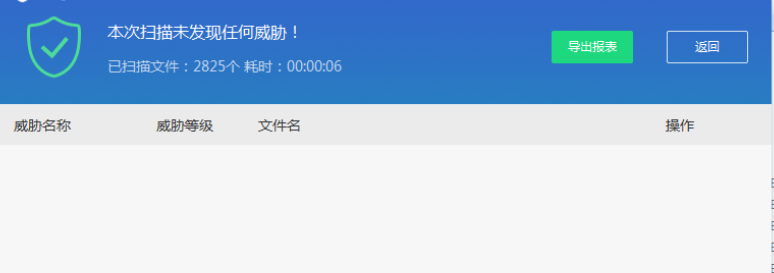 本次扫描未发现任何威胁！
已扫描文件：2825个 耗时：00:00:06
导出报表
返回
威胁名称 威胁等级 文件名 操作